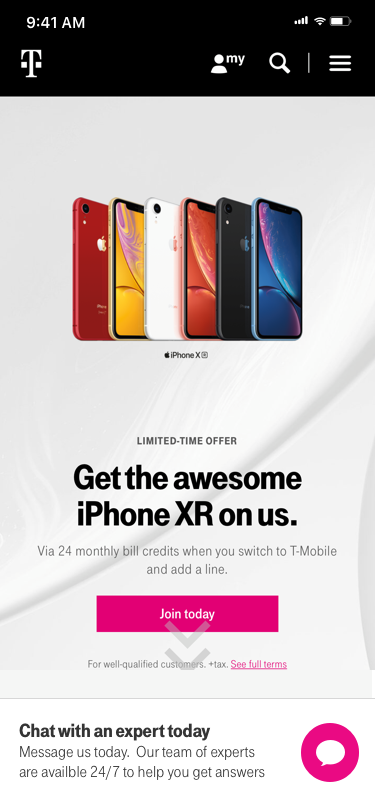 9:41 AM
T
my
iPhone XR
LIMITED-TIME OFFER
Get the awesome
iPhone XR on us.
Via 24 monthly bill credits when you switch to T-Mobile
and add a line.
Join today
For well-qualified customers. +tax. See full terms
Chat with an expert today
Message us today. Our team of experts
are availble 24/7 to help you get answers